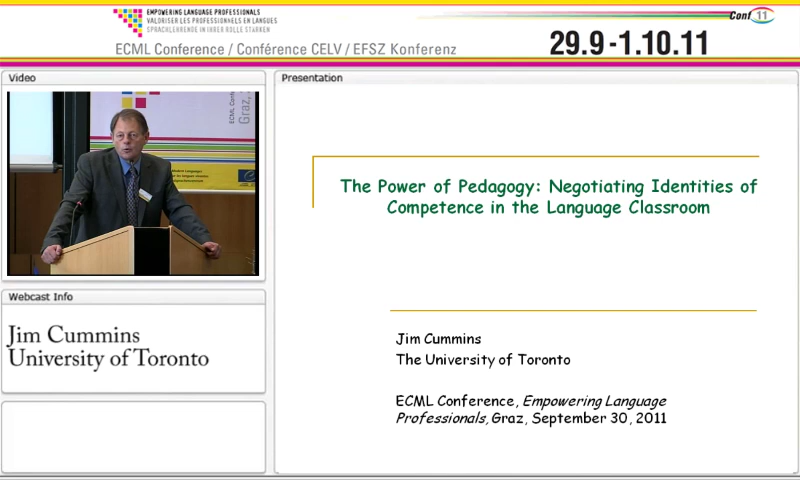 EMPOWERING LANGUAGE PROFESSIONALS
VALORISER LES PROFESSIONNELS EN LANGUES
SPRACHLEHRENDE IN IHRER ROLLE STÄRKEN
ECML Conference / Conférence CELV / EFSZ Konferenz
29.9-1.10.11
Conf 11
Video
ECML Conf
Graz,
Webcast Info
Jim Cummins
University of Toronto
Presentation
The Power of Pedagogy: Negotiating Identities of
Competence in the Language Classroom
Jim Cummins
The University of Toronto
ECML Conference, Empowering Language
Professionals, Graz, September 30, 2011